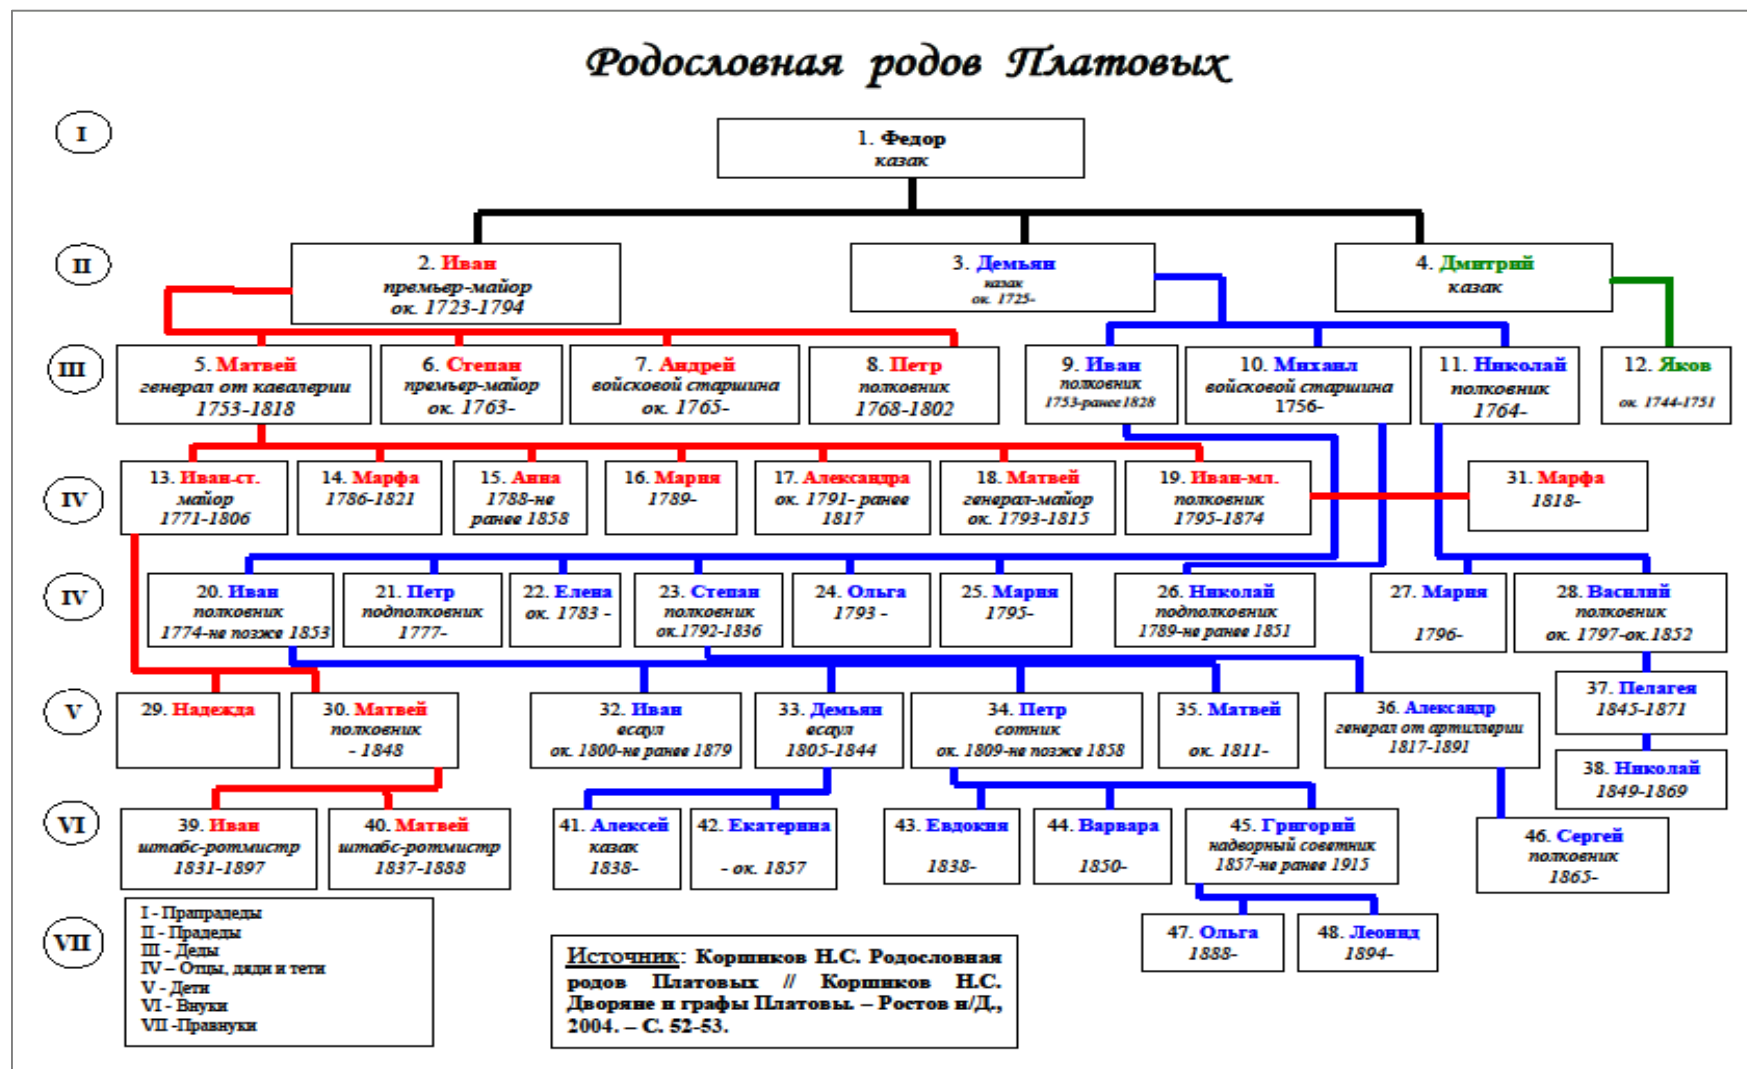 Родословная родов Платовых
I
1. Федор
казак
II
2. Иван
премьер-майор
ок. 1723-1794
3. Демьян
казак
ок. 1725-
4. Дмитрий
казак
III
5. Матвей
генерал от кавалерии
1753-1818
6. Степан
премьер-майор
ок. 1763-
7. Андрей
войсковой старшина
ок. 1765-
8. Петр
полковник
1768-1802
9. Иван
полковник
1753-ранее 1828
10. Михаил
войсковой старшина
1756-
11. Николай
полковник
1764-
12. Яков
ок. 1744-1751
IV
13. Иван-ст.
майор
1771-1806
14. Марфа
1786-1821
15. Анна
1788-не
ранее 1858
16. Мария
1789-
17. Александра
ок. 1791- ранее
1817
18. Матвей
генерал-майор
ок. 1793-1815
19. Иван-мл.
полковник
1795-1874
31. Марфа
1818-
IV
20. Иван
полковник
1774-не позже 1853
21. Петр
подполковник
1777-
22. Елена
ок. 1783 -
23. Степан
полковник
ок.1792-1836
24. Ольга
1793 -
25. Мария
1795-
26. Николай
подполковник
1789-не ранее 1851
27. Мария
1796-
28. Василий
полковник
ок. 1797-ок.1852
V
29. Надежда
30. Матвей
полковник
- 1848
32. Иван
есаул
ок. 1800-не ранее 1879
33. Демьян
есаул
1805-1844
34. Петр
сотник
ок. 1809-не позже 1858
35. Матвей
ок. 1811-
36. Александр
генерал от артиллерии
1817-1891
37. Пелагея
1845-1871
38. Николай
1849-1869
VI
39. Иван
штабс-ротмистр
1831-1897
40. Матвей
штабс-ротмистр
1837-1888
41. Алексей
казак
1838-
42. Екатерина
- ок. 1857
43. Евдокия
1838-
44. Варвара
1850-
45. Григорий
надворный советник
1857-не ранее 1915
46. Сергей
полковник
1865-
VII
47. Ольга
1888-
48. Леонид
1894-
I - Прапрадеды
II - Прадеды
III - Деды
IV – Отцы, дяди и тети
V - Дети
VI - Внуки
VII -Правнуки
Источник: Коршиков Н.С. Родословная
родов Платовых // Коршиков Н.С.
Дворяне и графы Платовы. – Ростов н/Д.,
2004. – С. 52-53.